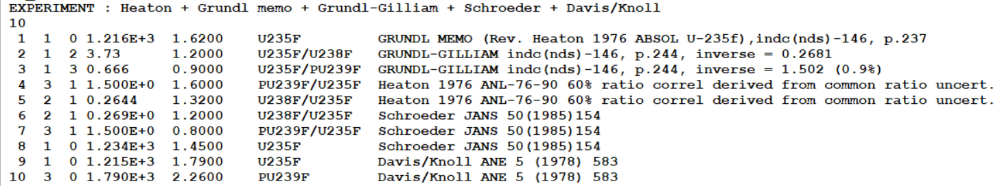 EXPERIMENT : Heaton + Grundl memo + Grundl-Gilliam + Schroeder + Davis/Knoll
10
1 1 0 1.216E+3 1.6200 U235F GRUNDL MEMO (Rev. Heaton 1976 ABSOL U-235f),indc(nds)-146, p.237
2 1 2 3.73 1.2000 U235F/U238F GRUNDL-GILLIAM indc(nds)-146, p.244, inverse = 0.2681
3 1 3 0.666 0.9000 U235F/PU239F GRUNDL-GILLIAM indc(nds)-146, p.244, inverse = 1.502 (0.9%)
4 3 1 1.500E+0 1.6000 PU239F/U235F Heaton 1976 ANL-76-90 60% ratio correl derived from common ratio uncert.
5 2 1 0.2644 1.3200 U238F/U235F Heaton 1976 ANL-76-90 60% ratio correl derived from common ratio uncert.
6 2 1 0.269E+0 1.2000 U238F/U235F Schroeder JANS 50(1985)154
7 3 1 1.500E+0 0.8000 PU239F/U235F Schroeder JANS 50(1985)154
8 1 0 1.234E+3 1.4500 U235F Schroeder JANS 50(1985)154
9 1 0 1.215E+3 1.7900 U235F Davis/Knoll ANE 5 (1978) 583
10 3 0 1.790E+3 2.2600 PU239F Davis/Knoll ANE 5 (1978) 583